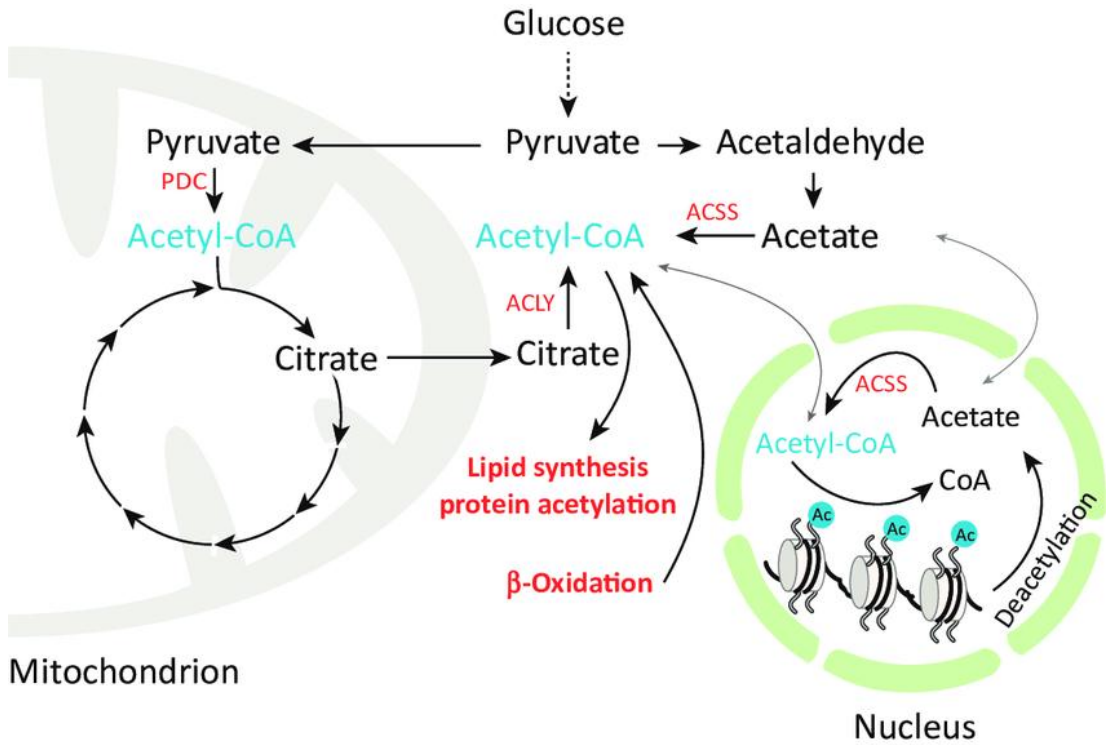 Glucose
Pyruvate
Pyruvate
Acetaldehyde
PDC
ACSS
Acetyl-CoA
Acetyl-CoA
Acetate
ACLY
Citrate
Citrate
ACSS
Acetate
Acetyl-CoA
CoA
Lipid synthesis
protein acetylation
Ac
Ac
Ac
Deacetylation
β-Oxidation
Mitochondrion
Nucleus